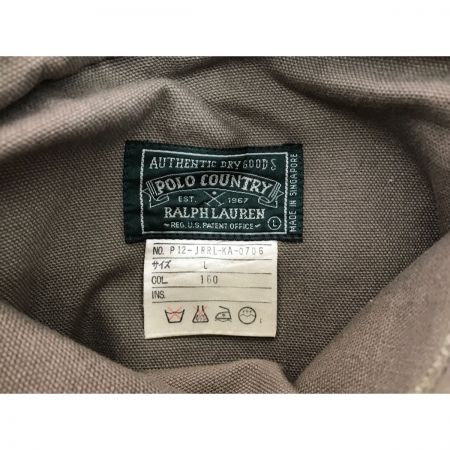 AUTHENTIC DRY GOODS
POLO COUNTRY
EST. 1967
RALPH LAUREN
REG. U.S. PATENT OFFICE
L
MADE IN SINGAPORE
NO. P12-JRRL-KA-0706
サイズ L
COL. 160
INS.